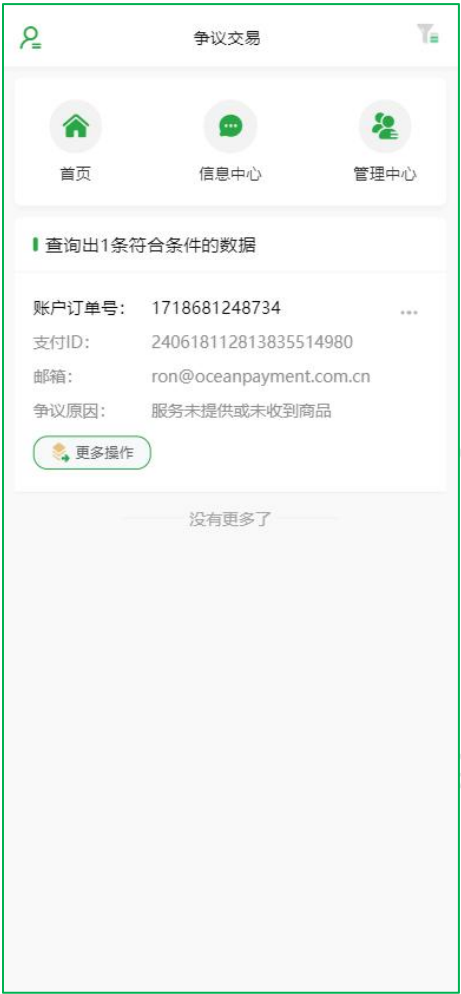 争议交易
首页 信息中心 管理中心
查询出1条符合条件的数据
账户订单号: 1718681248734
支付ID: 240618112813835514980
邮箱: ron@oceanpayment.com.cn
争议原因: 服务未提供或未收到商品
更多操作
没有更多了